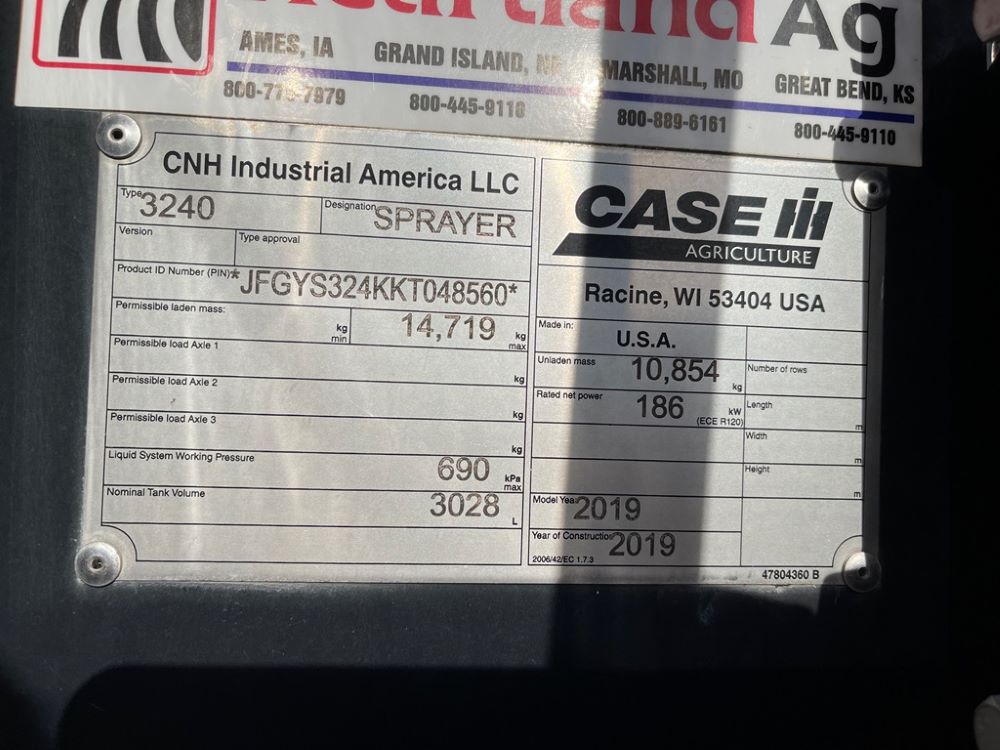 Heartland Ag
AMES, IA
800-779-7979
GRAND ISLAND,
800-445-9110
MARSHALL, MO
800-889-6161
GREAT BEND, KS
800-445-9110
CNH Industrial America LLC
Type 3240
Designation SPRAYER
Version
Type approval
Product ID Number (PIN) *JFGYS324KKT048560*
Permissible laden mass:
kg min
14,719 kg max
Permissible load Axle 1
kg
Permissible load Axle 2
kg
Permissible load Axle 3
kg
Liquid System Working Pressure
690 kPa max
Nominal Tank Volume
3028 L
CASE IH
AGRICULTURE
Racine, WI 53404 USA
Made in:
U.S.A.
Unladen mass
10,854 kg
Number of rows
Rated net power
186 kW
(ECE R120)
Length
m
Width
m
Height
m
Model Year 2019
Year of Construction 2019
2006/42/EC 1.7.3
47804360 B